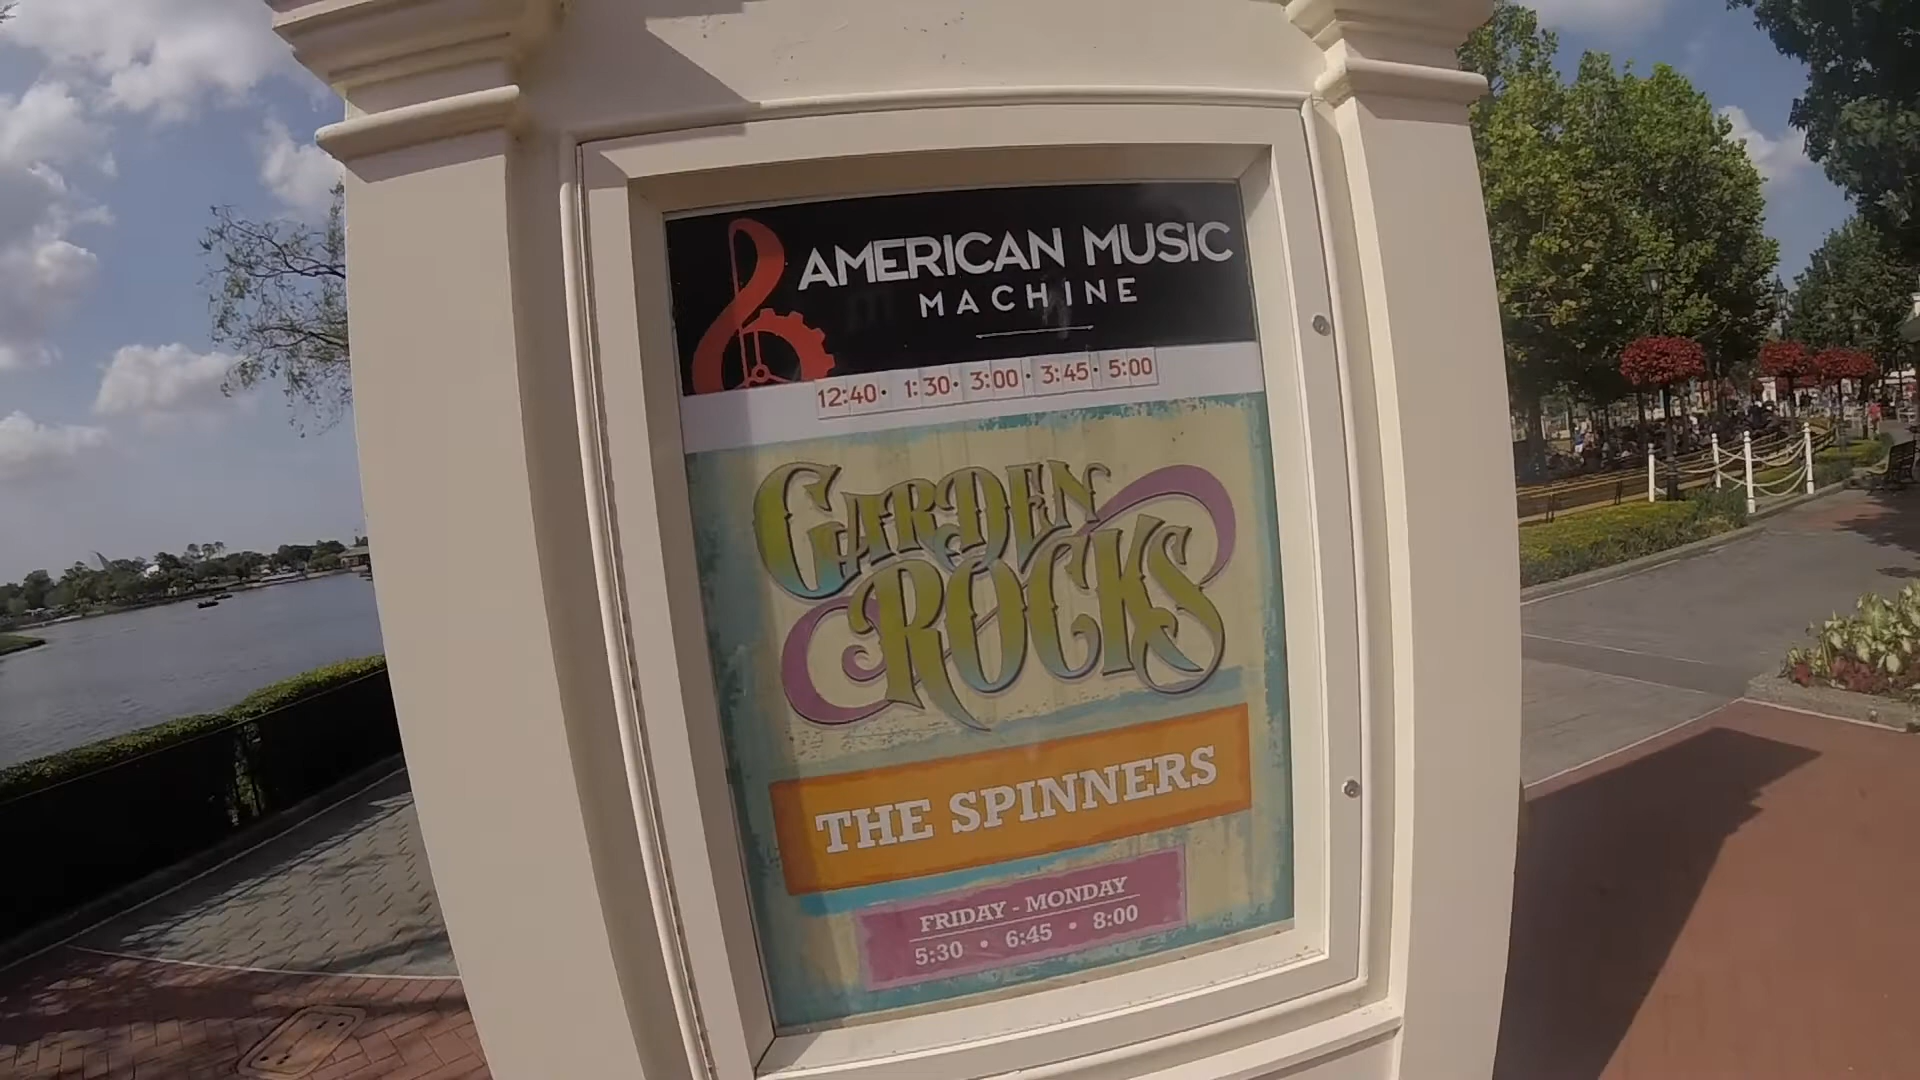 AMERICAN MUSIC
MACHINE
12:40 • 1:30 • 3:00 • 3:45 • 5:00
GARDEN
ROCKS
THE SPINNERS
FRIDAY - MONDAY
5:30 • 6:45 • 8:00